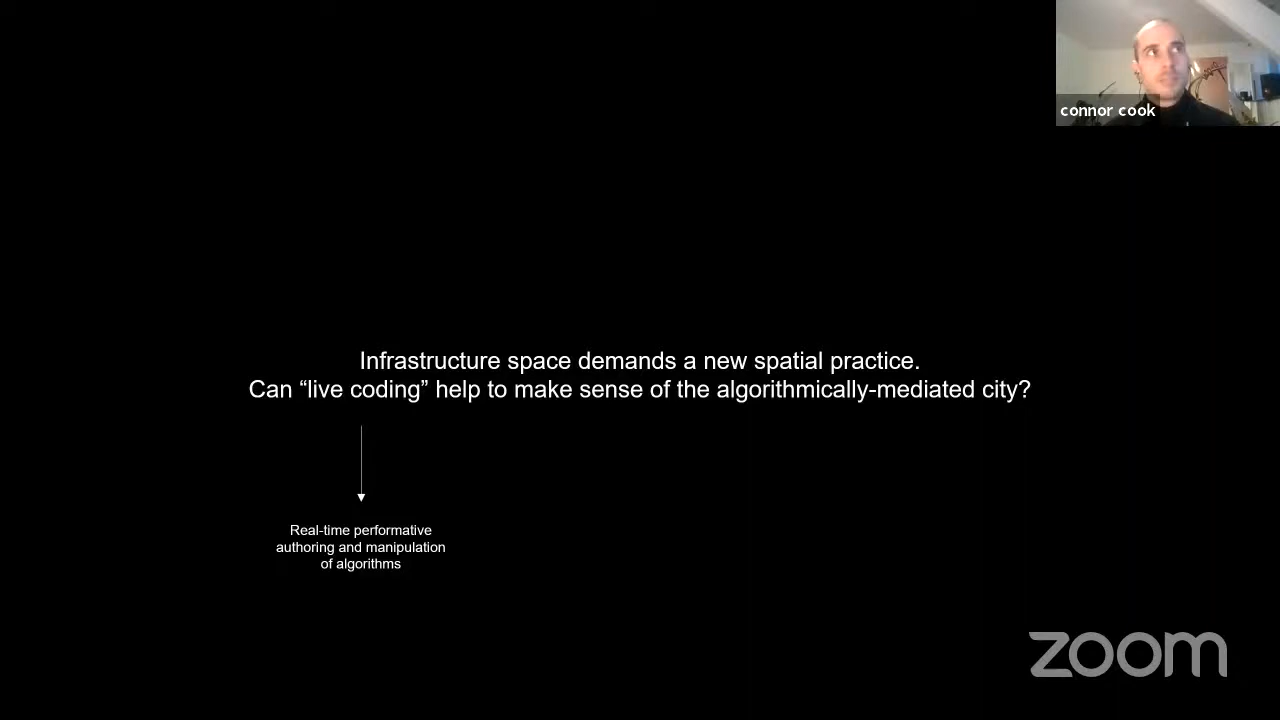 connor cook
Infrastructure space demands a new spatial practice.
Can “live coding” help to make sense of the algorithmically-mediated city?
Real-time performative
authoring and manipulation
of algorithms
zoom